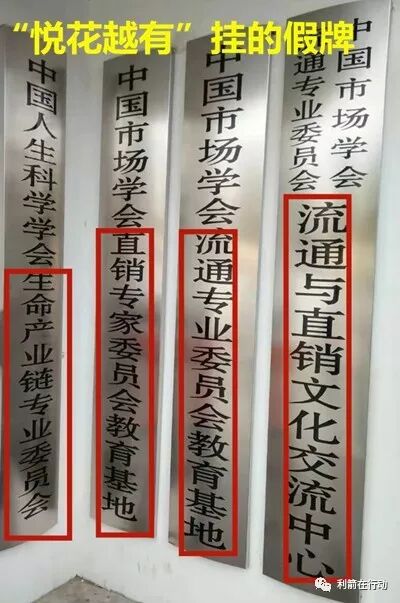 “悦花越有”挂的假牌
中国人生科学学会生命产业链专业委员会
中国市场学会直销专家委员会教育基地
中国市场学会流通专业委员会教育基地
中国市场学会
流通专业委员会
流通与直销文化交流中心
利箭在行动